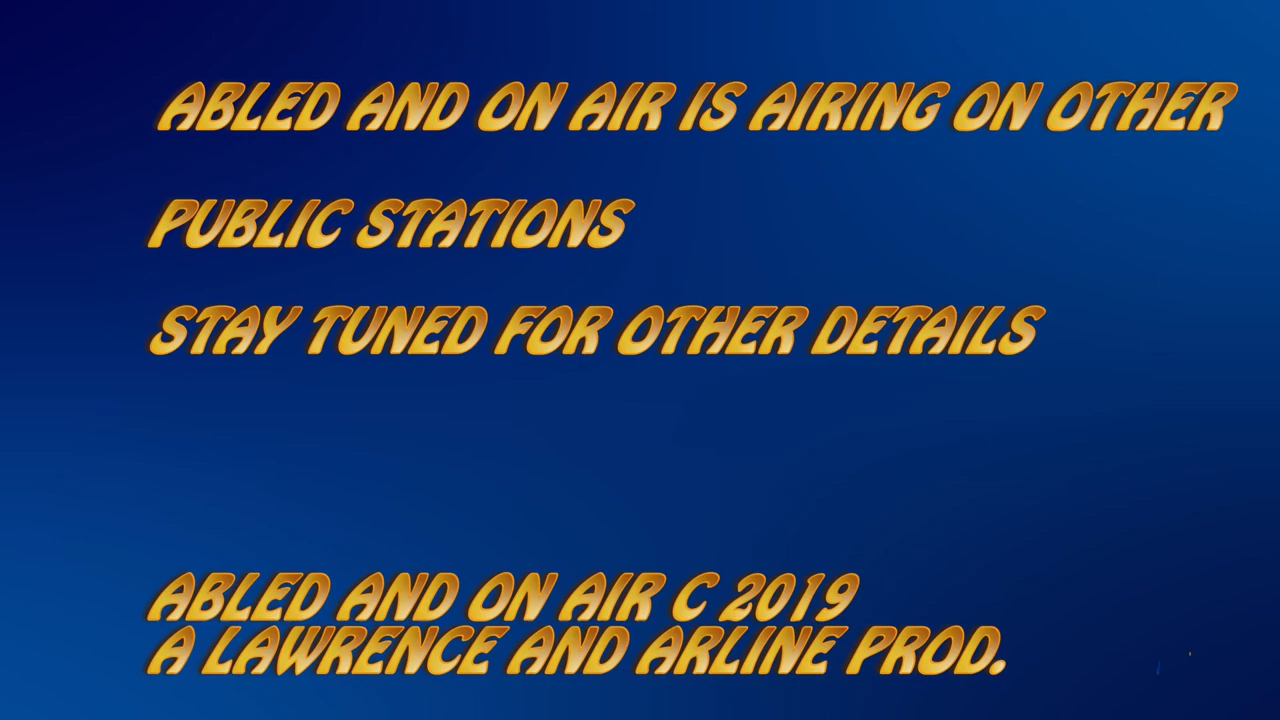 ABLED AND ON AIR IS AIRING ON OTHER
PUBLIC STATIONS
STAY TUNED FOR OTHER DETAILS
ABLED AND ON AIR C 2019
A LAWRENCE AND ARLINE PROD.